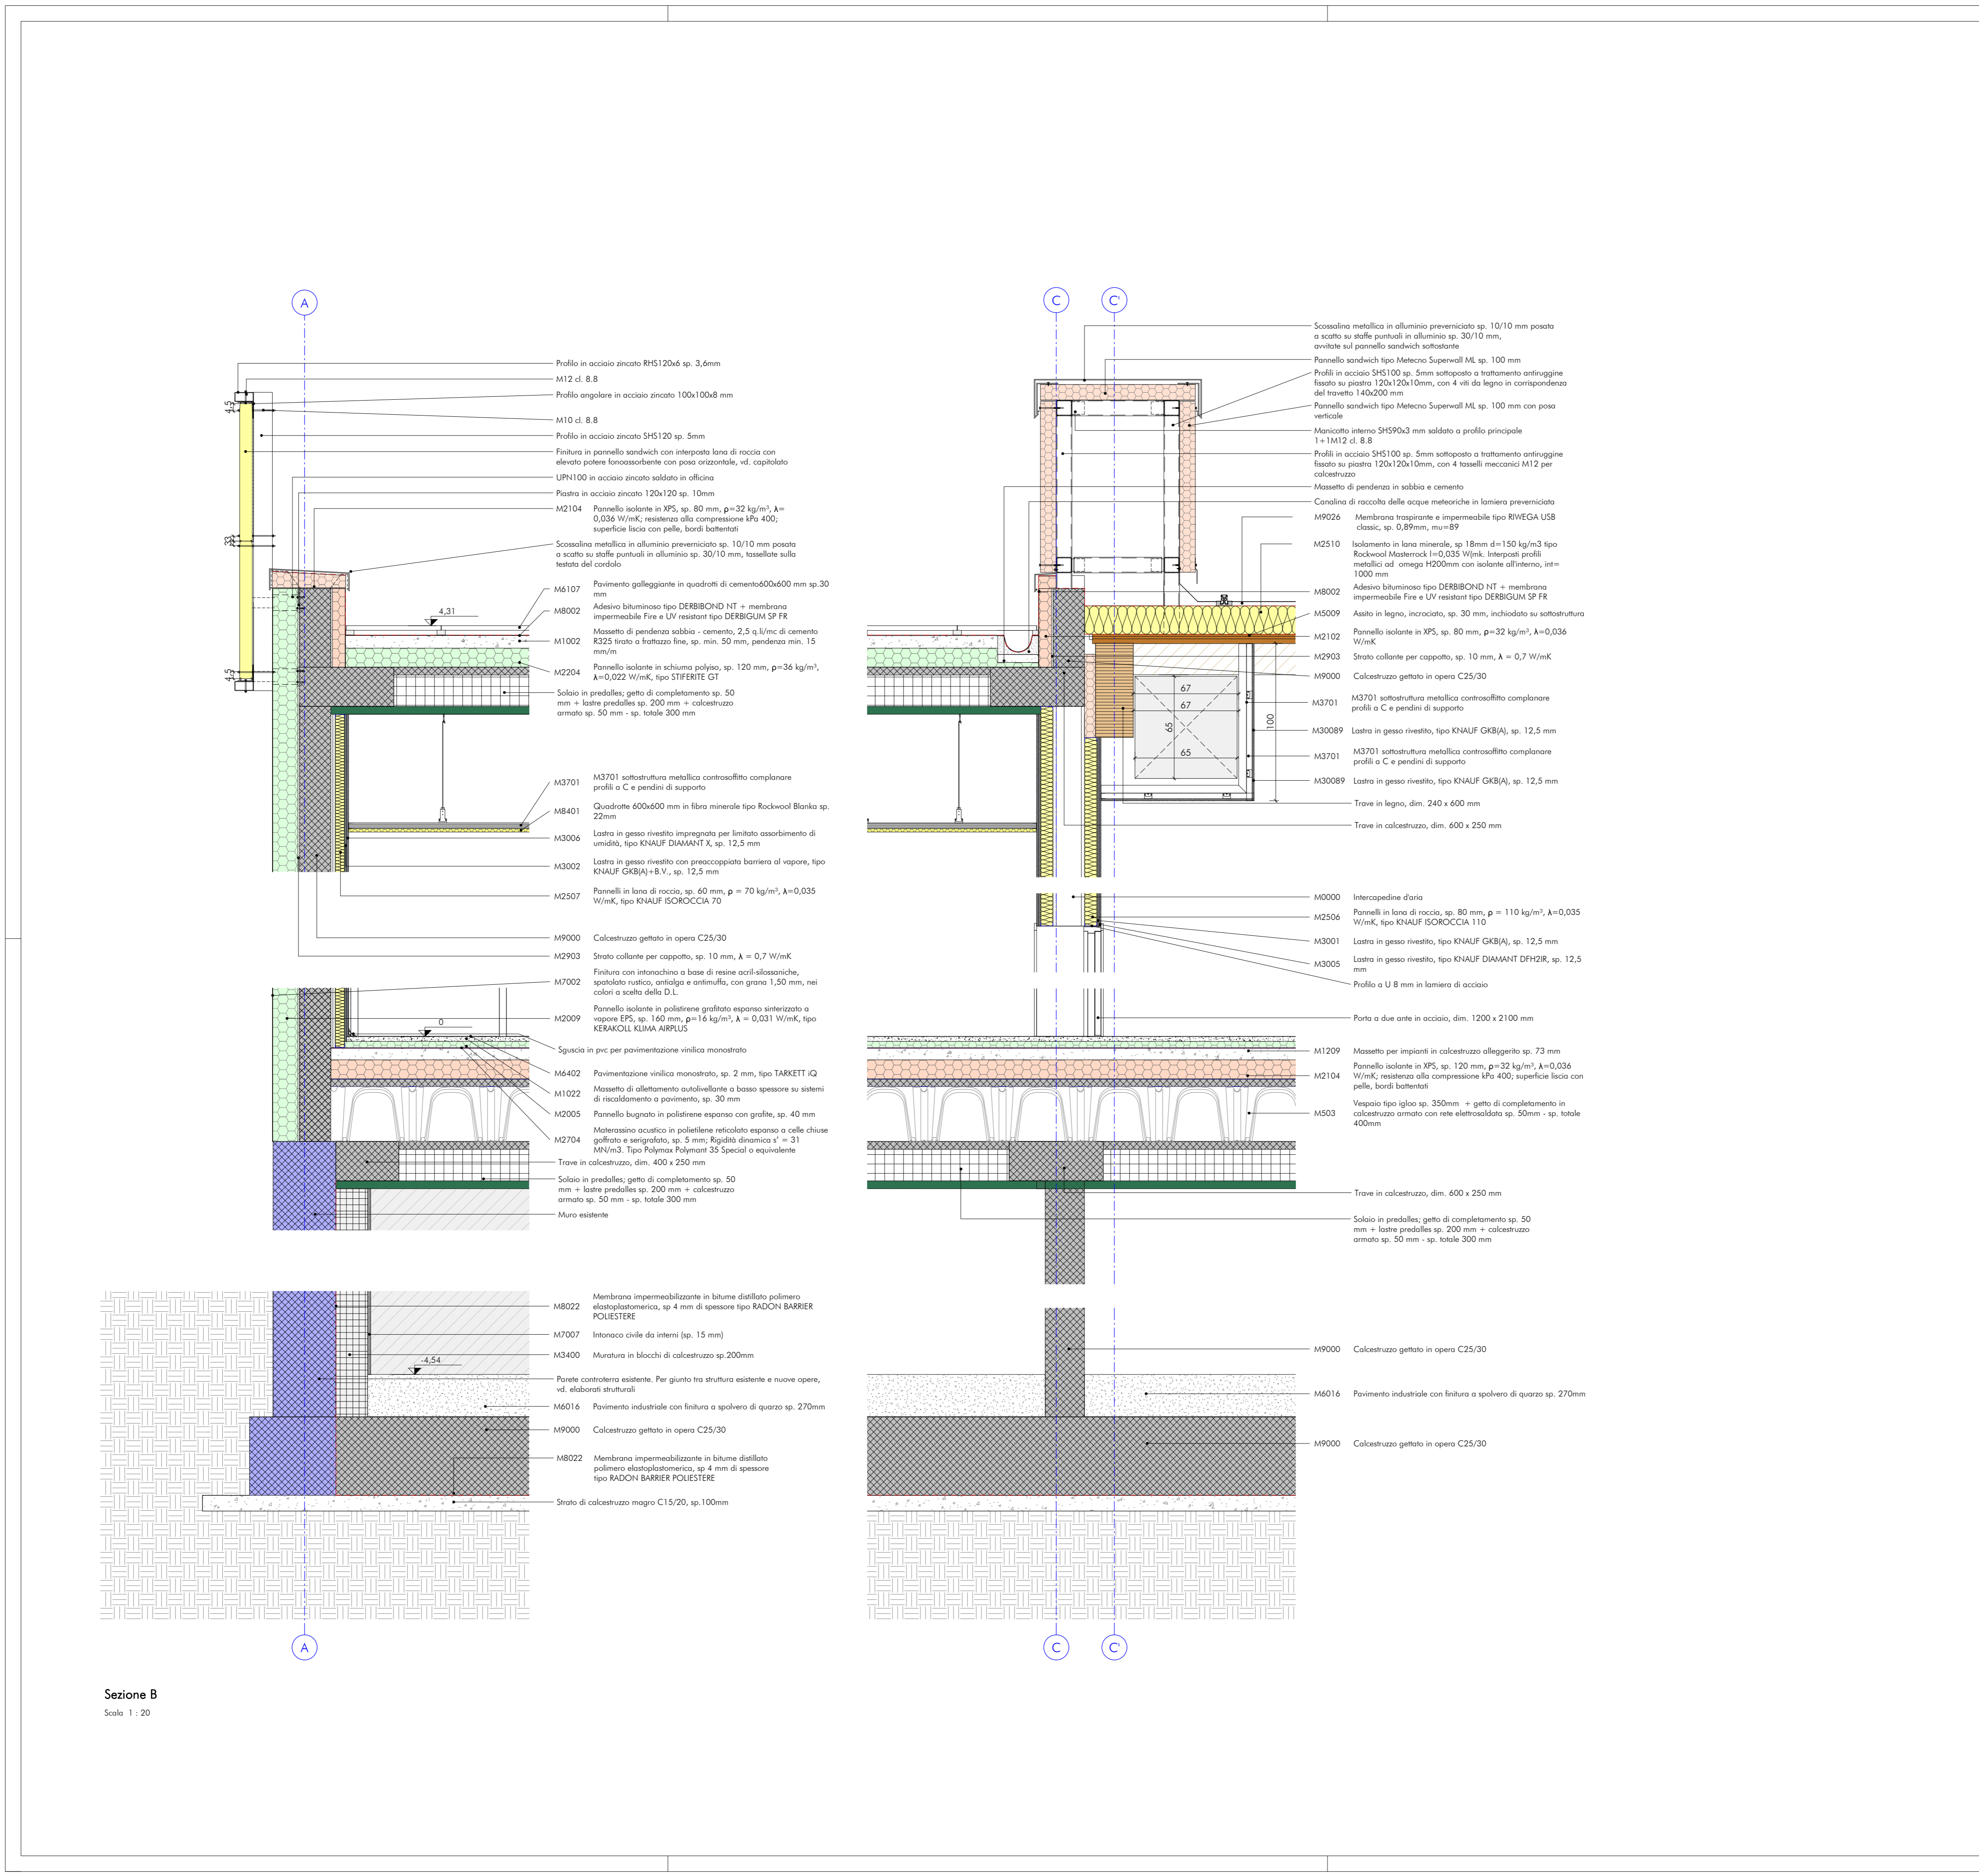 A
C
C'
Profilo in acciaio zincato RHS120x6 sp. 3,6mm
M12 cl. 8.8
Profilo angolare in acciaio zincato 100x100x8 mm
M10 cl. 8.8
Profilo in acciaio zincato SHS120 sp. 5mm
Finitura in pannello sandwich con interposta lana di roccia con
elevato potere fonoassorbente con posa orizzontale, vd. capitolato
UPN100 in acciaio zincato saldato in officina
Piastra in acciaio zincato 120x120 sp. 10mm
M2104 Pannello isolante in XPS, sp. 80 mm, ρ=32 kg/m³, λ=
0,036 W/mK; resistenza alla compressione kPa 400;
superficie liscia con pelle, bordi battentati
Scossalina metallica in alluminio preverniciato sp. 10/10 mm posata
a scatto su staffe puntuali in alluminio sp. 30/10 mm, tassellate sulla
testata del cordolo
M6107 Pavimento galleggiante in quadrotti di cemento600x600 mm sp.30
mm
M8002 Adesivo bituminoso tipo DERBIBOND NT + membrana
impermeabile Fire e UV resistant tipo DERBIGUM SP FR
M1002 Massetto di pendenza sabbia - cemento, 2,5 q.li/mc di cemento
R325 tirato a frattazzo fine, sp. min. 50 mm, pendenza min. 15
mm/m
M2204 Pannello isolante in schiuma polyiso, sp. 120 mm, ρ=36 kg/m³,
λ=0,022 W/mK, tipo STIFERITE GT
Solaio in predalles; getto di completamento sp. 50
mm + lastre predalles sp. 200 mm + calcestruzzo
armato sp. 50 mm - sp. totale 300 mm
M3701 M3701 sottostruttura metallica controsoffitto complanare
profili a C e pendini di supporto
M8401 Quadrotte 600x600 mm in fibra minerale tipo Rockwool Blanka sp.
22mm
M3006 Lastra in gesso rivestito impregnata per limitato assorbimento di
umidità, tipo KNAUF DIAMANT X, sp. 12,5 mm
M3002 Lastra in gesso rivestito con preaccoppiata barriera al vapore, tipo
KNAUF GKB(A)+B.V., sp. 12,5 mm
M2507 Pannelli in lana di roccia, sp. 60 mm, ρ = 70 kg/m³, λ=0,035
W/mK, tipo KNAUF ISOROCCIA 70
M9000 Calcestruzzo gettato in opera C25/30
M2903 Strato collante per cappotto, sp. 10 mm, λ = 0,7 W/mK
M7002 Finitura con intonachino a base di resine acril-silossaniche,
spatolato rustico, antialga e antimuffa, con grana 1,50 mm, nei
colori a scelta della D.L.
M2009 Pannello isolante in polistirene grafitato espanso sinterizzato a
vapore EPS, sp. 160 mm, ρ=16 kg/m³, λ = 0,031 W/mK, tipo
KERAKOLL KLIMA AIRPLUS
Sguscia in pvc per pavimentazione vinilica monostrato
M6402 Pavimentazione vinilica monostrato, sp. 2 mm, tipo TARKETT iQ
M1022 Massetto di allettamento autolivellante a basso spessore su sistemi
di riscaldamento a pavimento, sp. 30 mm
M2005 Pannello bugnato in polistirene espanso con grafite, sp. 40 mm
M2704 Materassino acustico in polietilene reticolato espanso a celle chiuse
goffrato e serigrafato, sp. 5 mm; Rigidità dinamica s' = 31
MN/m3. Tipo Polymax Polymant 35 Special o equivalente
Trave in calcestruzzo, dim. 400 x 250 mm
Solaio in predalles; getto di completamento sp. 50
mm + lastre predalles sp. 200 mm + calcestruzzo
armato sp. 50 mm - sp. totale 300 mm
Muro esistente
M8022 Membrana impermeabilizzante in bitume distillato polimero
elastoplastomerica, sp 4 mm di spessore tipo RADON BARRIER
POLIESTERE
M7007 Intonaco civile da interni (sp. 15 mm)
M3400 Muratura in blocchi di calcestruzzo sp.200mm
Parete controterra esistente. Per giunto tra struttura esistente e nuove opere,
vd. elaborati strutturali
M6016 Pavimento industriale con finitura a spolvero di quarzo sp. 270mm
M9000 Calcestruzzo gettato in opera C25/30
M8022 Membrana impermeabilizzante in bitume distillato
polimero elastoplastomerica, sp 4 mm di spessore
tipo RADON BARRIER POLIESTERE
Strato di calcestruzzo magro C15/20, sp.100mm
4,5
33
4,5
4,31
0
-4,54
Scossalina metallica in alluminio preverniciato sp. 10/10 mm posata
a scatto su staffe puntuali in alluminio sp. 30/10 mm,
avvitate sul pannello sandwich sottostante
Pannello sandwich tipo Metecno Superwall ML sp. 100 mm
Profili in acciaio SHS100 sp. 5mm sottoposto a trattamento antiruggine
fissato su piastra 120x120x10mm, con 4 viti da legno in corrispondenza
del travetto 140x200 mm
Pannello sandwich tipo Metecno Superwall ML sp. 100 mm con posa
verticale
Manicotto interno SHS90x3 mm saldato a profilo principale
1+1M12 cl. 8.8
Profili in acciaio SHS100 sp. 5mm sottoposto a trattamento antiruggine
fissato su piastra 120x120x10mm, con 4 tasselli meccanici M12 per
calcestruzzo
Massetto di pendenza in sabbia e cemento
Canalina di raccolta delle acque meteoriche in lamiera preverniciata
M9026 Membrana traspirante e impermeabile tipo RIWEGA USB
classic, sp. 0,89mm, mu=89
M2510 Isolamento in lana minerale, sp 18mm d=150 kg/m3 tipo
Rockwool Masterrock l=0,035 W(mk. Interposti profili
metallici ad omega H200mm con isolante all'interno, int=
1000 mm
M8002 Adesivo bituminoso tipo DERBIBOND NT + membrana
impermeabile Fire e UV resistant tipo DERBIGUM SP FR
M5009 Assito in legno, incrociato, sp. 30 mm, inchiodato su sottostruttura
M2102 Pannello isolante in XPS, sp. 80 mm, ρ=32 kg/m³, λ=0,036
W/mK
M2903 Strato collante per cappotto, sp. 10 mm, λ = 0,7 W/mK
M9000 Calcestruzzo gettato in opera C25/30
M3701 M3701 sottostruttura metallica controsoffitto complanare
profili a C e pendini di supporto
M30089 Lastra in gesso rivestito, tipo KNAUF GKB(A), sp. 12,5 mm
M3701 M3701 sottostruttura metallica controsoffitto complanare
profili a C e pendini di supporto
M30089 Lastra in gesso rivestito, tipo KNAUF GKB(A), sp. 12,5 mm
Trave in legno, dim. 240 x 600 mm
Trave in calcestruzzo, dim. 600 x 250 mm
67
67
65
65
100
M0000 Intercapedine d'aria
M2506 Pannelli in lana di roccia, sp. 80 mm, ρ = 110 kg/m³, λ=0,035
W/mK, tipo KNAUF ISOROCCIA 110
M3001 Lastra in gesso rivestito, tipo KNAUF GKB(A), sp. 12,5 mm
M3005 Lastra in gesso rivestito, tipo KNAUF DIAMANT DFH2IR, sp. 12,5
mm
Profilo a U 8 mm in lamiera di acciaio
Porta a due ante in acciaio, dim. 1200 x 2100 mm
M1209 Massetto per impianti in calcestruzzo alleggerito sp. 73 mm
M2104 Pannello isolante in XPS, sp. 120 mm, ρ=32 kg/m³, λ=0,036
W/mK; resistenza alla compressione kPa 400; superficie liscia con
pelle, bordi battentati
M503 Vespaio tipo igloo sp. 350mm + getto di completamento in
calcestruzzo armato con rete elettrosaldata sp. 50mm - sp. totale
400mm
Trave in calcestruzzo, dim. 600 x 250 mm
Solaio in predalles; getto di completamento sp. 50
mm + lastre predalles sp. 200 mm + calcestruzzo
armato sp. 50 mm - sp. totale 300 mm
M9000 Calcestruzzo gettato in opera C25/30
M6016 Pavimento industriale con finitura a spolvero di quarzo sp. 270mm
M9000 Calcestruzzo gettato in opera C25/30
A
C
C'
Sezione B
Scala 1 : 20